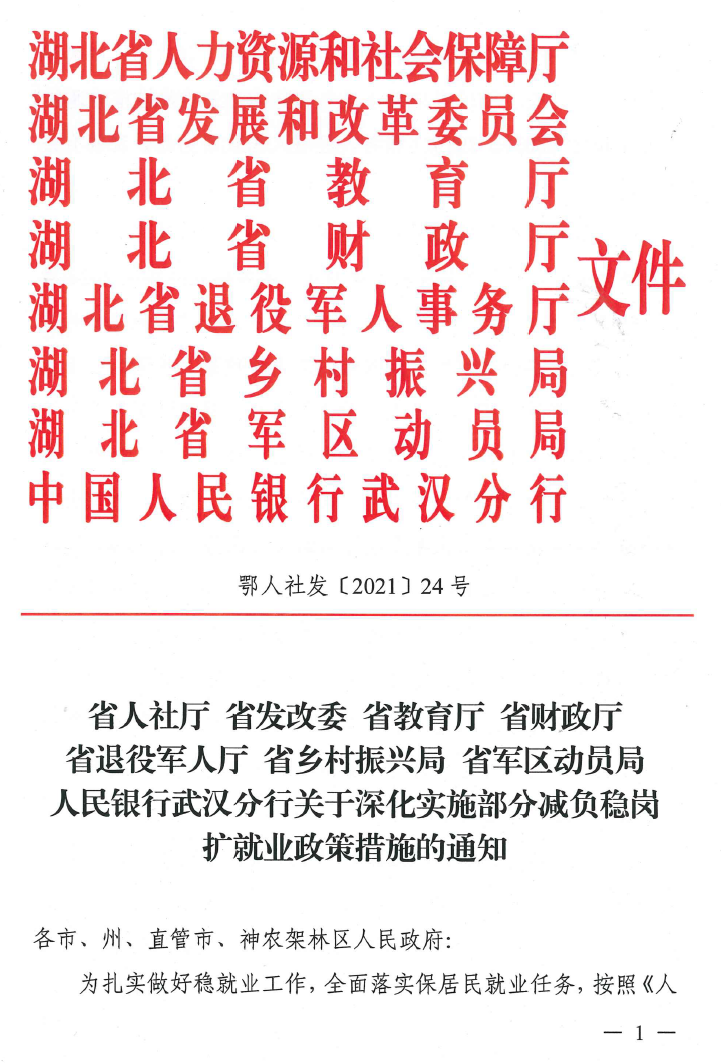 湖北省人力资源和社会保障厅
湖北省发展和改革委员会
湖北省教育厅
湖北省财政厅
文件
湖北省退役军人事务厅
湖北省乡村振兴局
湖北省军区动员局
中国人民银行武汉分行
鄂人社发〔2021〕24号
省人社厅 省发改委 省教育厅 省财政厅
省退役军人厅 省乡村振兴局 省军区动员局
人民银行武汉分行关于深化实施部分减负稳岗
扩就业政策措施的通知
各市、州、直管市、神农架林区人民政府：
为扎实做好稳就业工作，全面落实保居民就业任务，按照《人
— 1 —